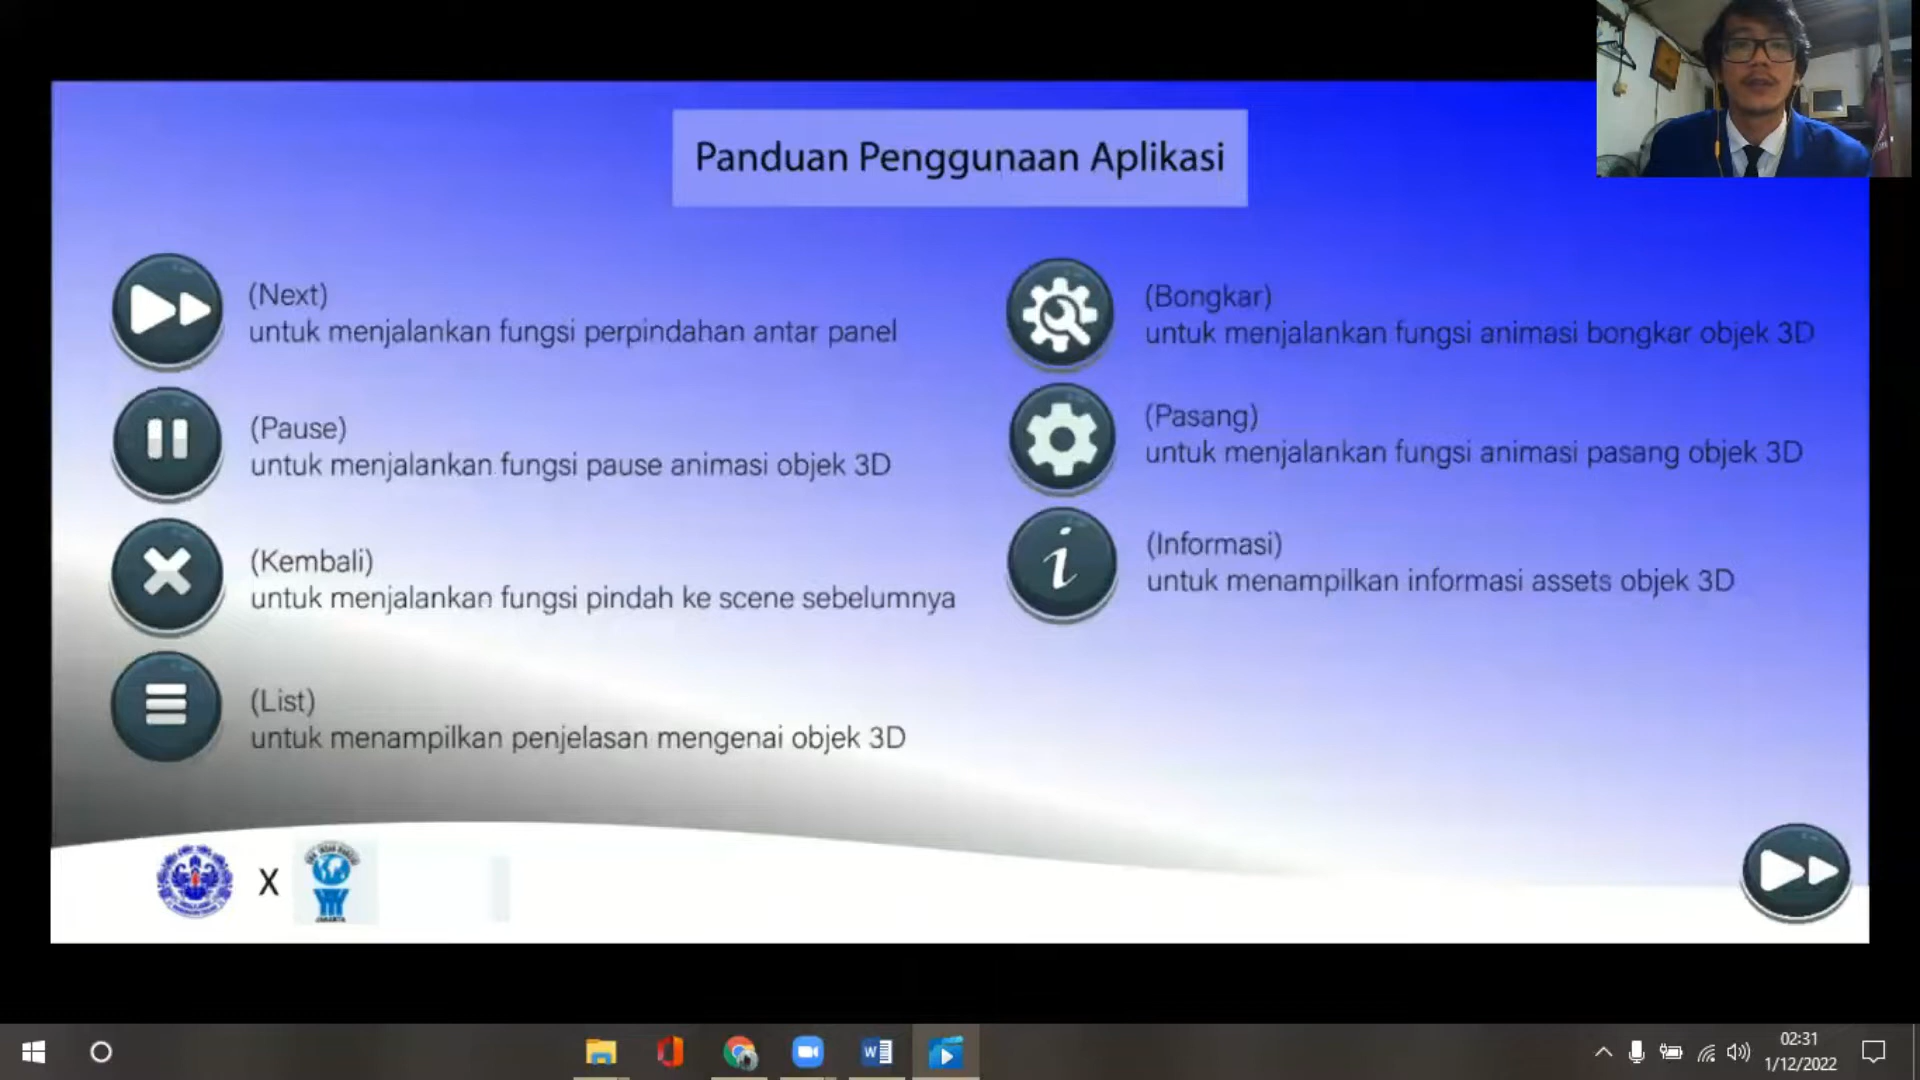 Panduan Penggunaan Aplikasi
(Next)
untuk menjalankan fungsi perpindahan antar panel
(Pause)
untuk menjalankan fungsi pause animasi objek 3D
(Kembali)
untuk menjalankan fungsi pindah ke scene sebelumnya
(List)
untuk menampilkan penjelasan mengenai objek 3D
(Bongkar)
untuk menjalankan fungsi animasi bongkar objek 3D
(Pasang)
untuk menjalankan fungsi animasi pasang objek 3D
i
(Informasi)
untuk menampilkan informasi assets objek 3D
X
JAKARTA
02:31
1/12/2022